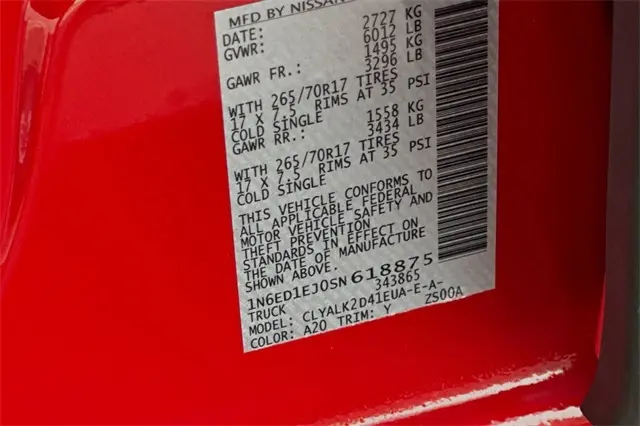 MFD BY NISSAN
DATE:
GVWR: 2727 KG
6012 LB
GAWR FR.: 1495 KG
3296 LB
WITH 265/70R17 TIRES
17 X 7.5 RIMS AT 35 PSI
COLD SINGLE
GAWR RR.: 1558 KG
3434 LB
WITH 265/70R17 TIRES
17 X 7.5 RIMS AT 35 PSI
COLD SINGLE
THIS VEHICLE CONFORMS TO
ALL APPLICABLE FEDERAL
MOTOR VEHICLE SAFETY AND
THEFT PREVENTION
STANDARDS IN EFFECT ON
THE DATE OF MANUFACTURE
SHOWN ABOVE.
1N6ED1EJ0SN618875
TRUCK 343865
MODEL: CLYALK2D41EUA-E-A-
COLOR: A20 TRIM: Y ZS00A